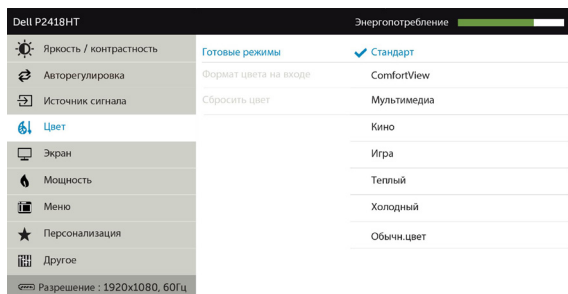 Dell P2418HT
Энергопотребление
Яркость / контрастность
Готовые режимы
Стандарт
Авторегулировка
Формат цвета на входе
ComfortView
Источник сигнала
Сбросить цвет
Мультимедиа
Цвет
Кино
Экран
Игра
Мощность
Теплый
Меню
Холодный
Персонализация
Обычн.цвет
Другое
Разрешение : 1920x1080, 60Гц